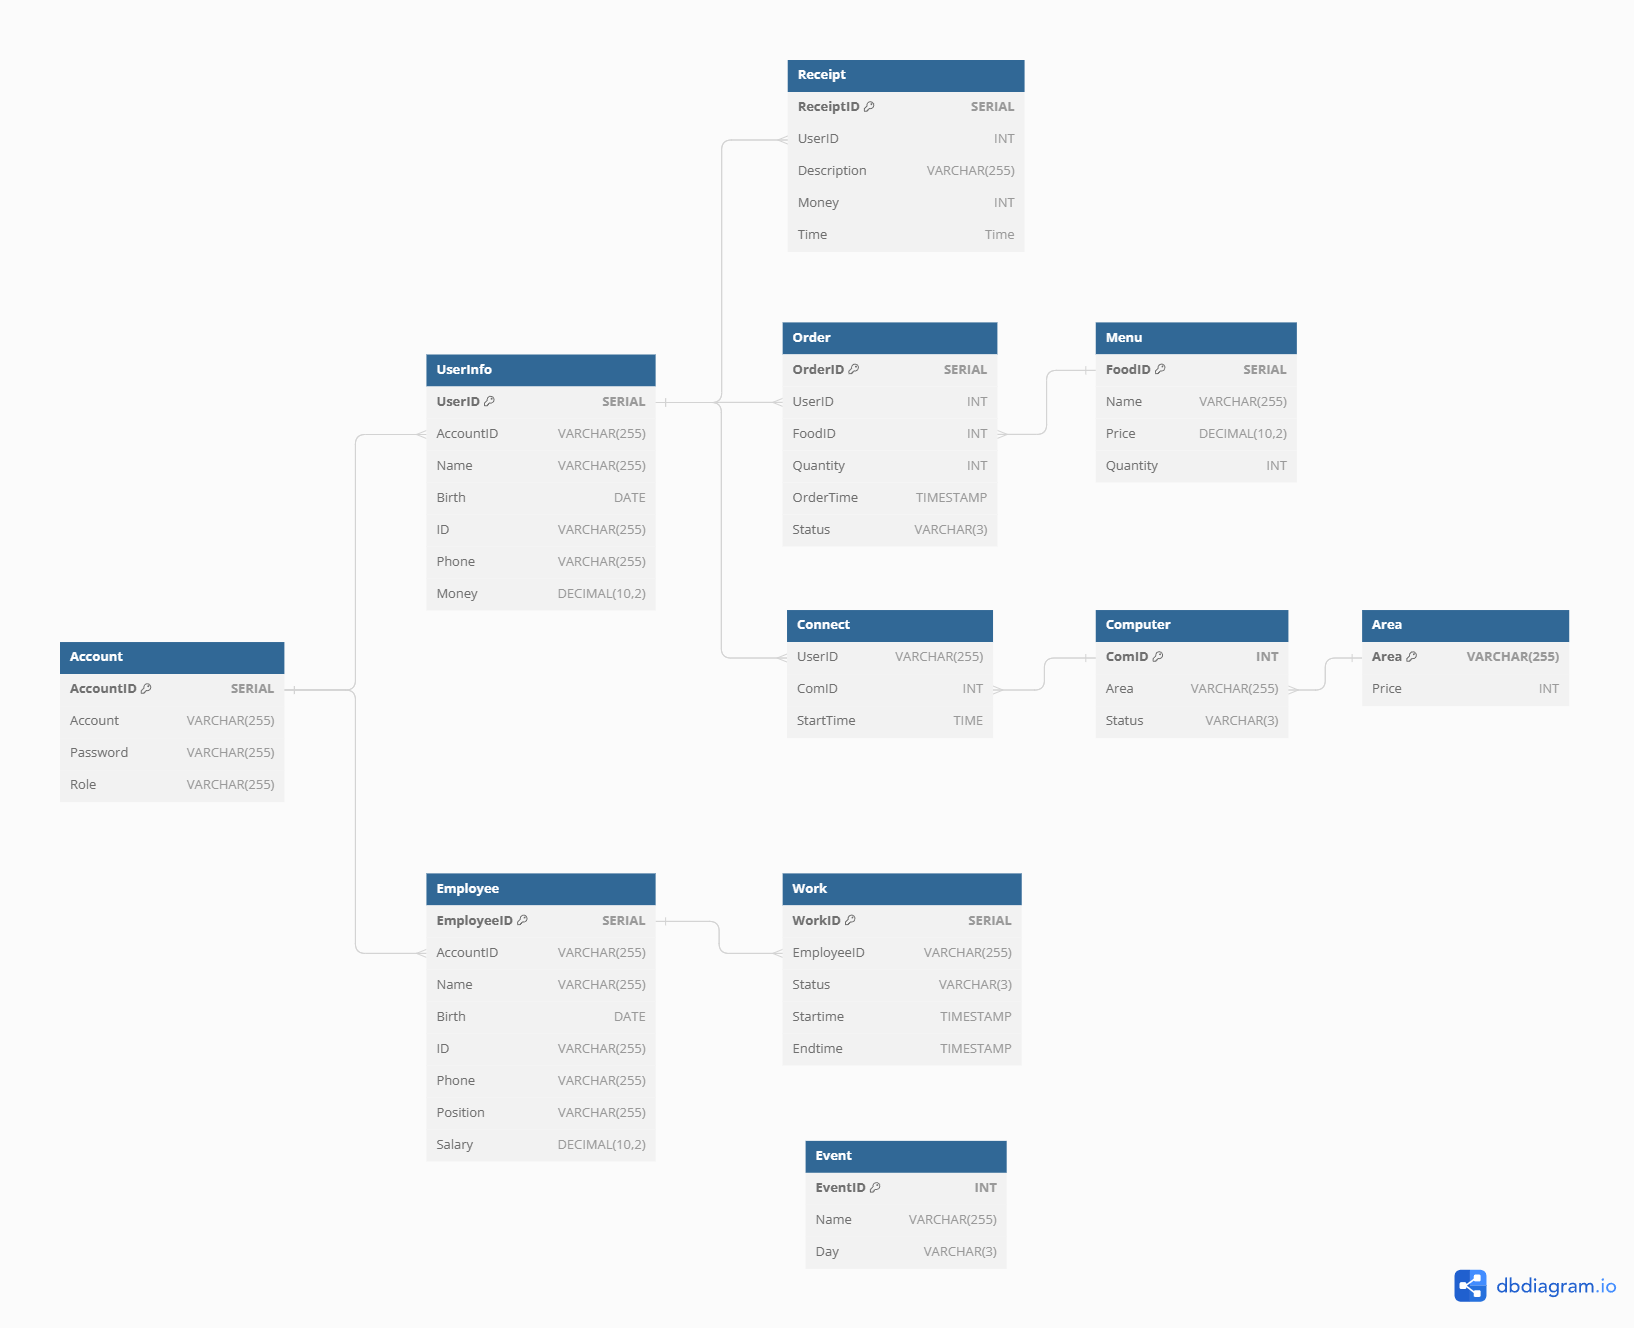 Receipt
ReceiptID SERIAL
UserID INT
Description VARCHAR(255)
Money INT
Time Time
Order
OrderID SERIAL
UserID INT
FoodID INT
Quantity INT
OrderTime TIMESTAMP
Status VARCHAR(3)
Menu
FoodID SERIAL
Name VARCHAR(255)
Price DECIMAL(10,2)
Quantity INT
UserInfo
UserID SERIAL
AccountID VARCHAR(255)
Name VARCHAR(255)
Birth DATE
ID VARCHAR(255)
Phone VARCHAR(255)
Money DECIMAL(10,2)
Connect
UserID VARCHAR(255)
ComID INT
StartTime TIME
Computer
ComID INT
Area VARCHAR(255)
Status VARCHAR(3)
Area
Area VARCHAR(255)
Price INT
Account
AccountID SERIAL
Account VARCHAR(255)
Password VARCHAR(255)
Role VARCHAR(255)
Employee
EmployeeID SERIAL
AccountID VARCHAR(255)
Name VARCHAR(255)
Birth DATE
ID VARCHAR(255)
Phone VARCHAR(255)
Position VARCHAR(255)
Salary DECIMAL(10,2)
Work
WorkID SERIAL
EmployeeID VARCHAR(255)
Status VARCHAR(3)
Startime TIMESTAMP
Endtime TIMESTAMP
Event
EventID INT
Name VARCHAR(255)
Day VARCHAR(3)
dbdiagram.io